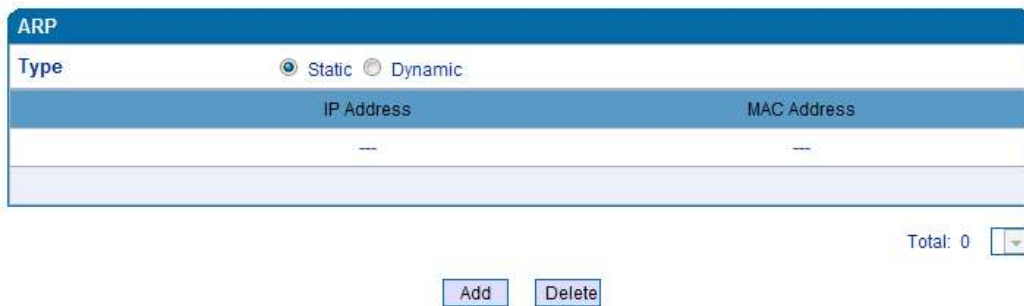 ARP
Type Static Dynamic
IP Address MAC Address
--- ---
Total: 0
Add Delete